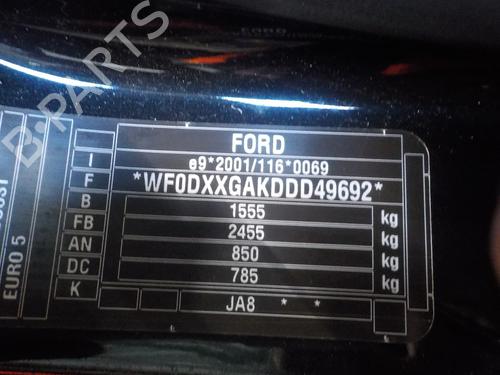 FORD
I e9*2001/116*0069
F *WF0DXXGAKDDD49692*
B 1555 kg
FB 2455 kg
AN 850 kg
DC 785 kg
K JA8 * *
EURO 5
B-PARTS